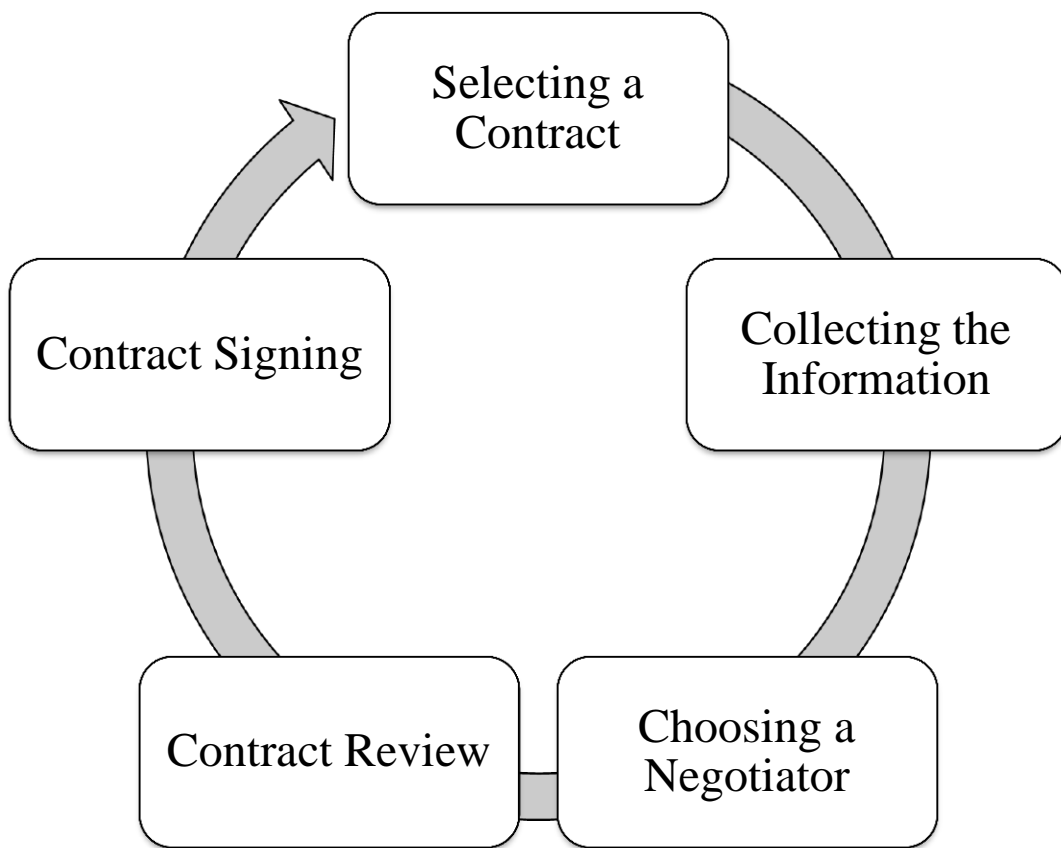 Selecting a
Contract
Collecting the
Information
Choosing a
Negotiator
Contract Review
Contract Signing